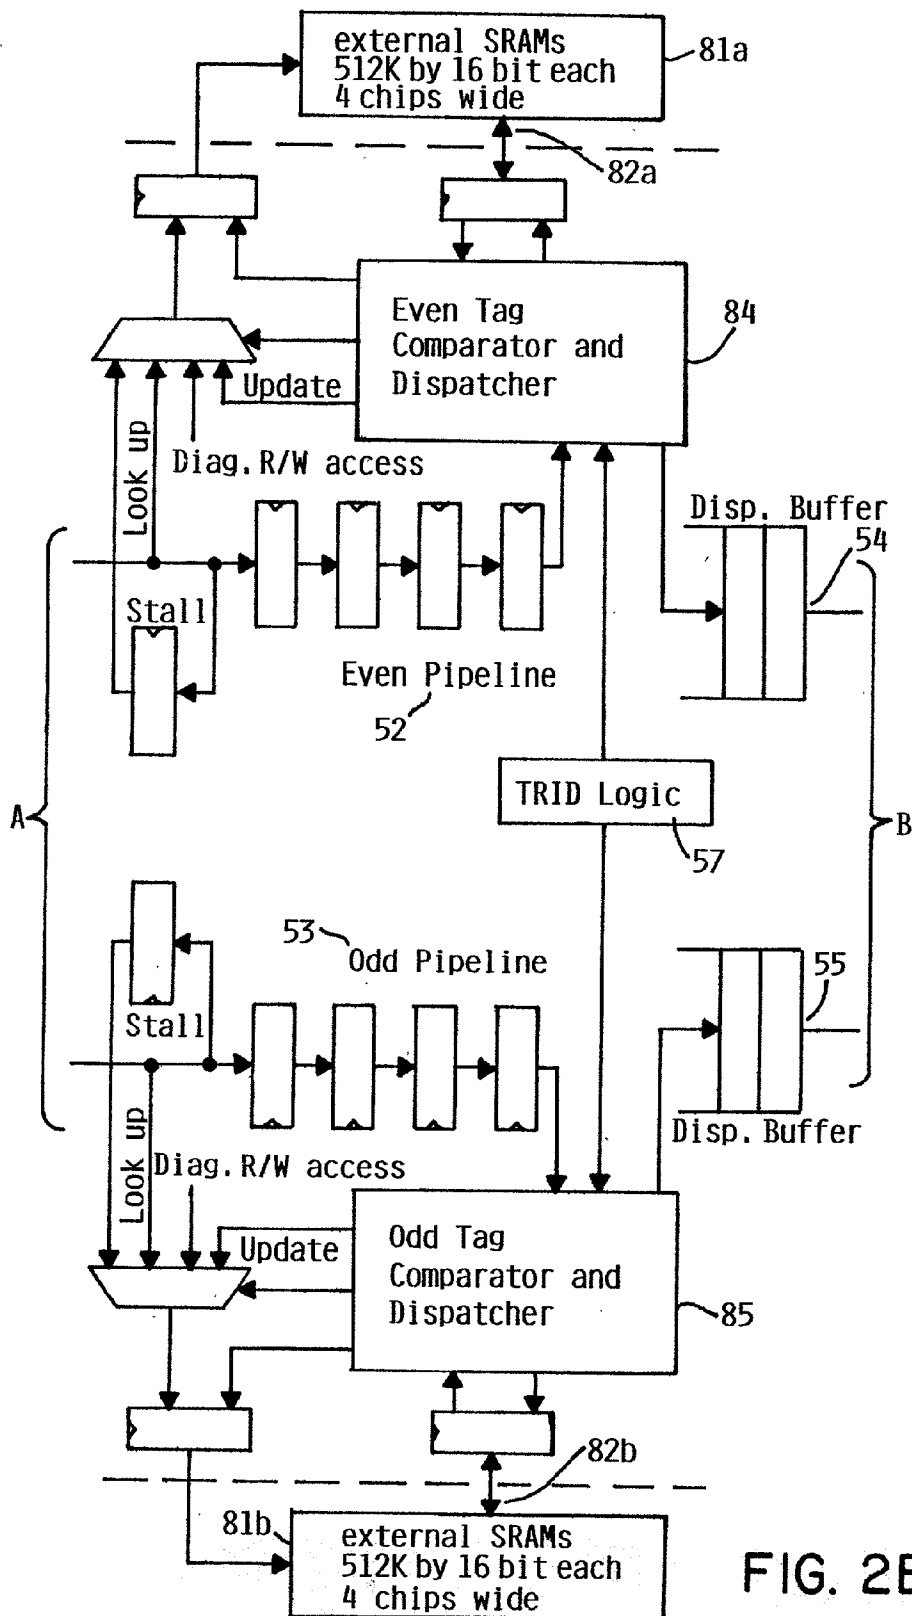 external SRAMs
512K by 16 bit each
4 chips wide
81a
82a
Even Tag
Comparator and
Dispatcher
84
Update
Look up
Diag. R/W access
Disp. Buffer
54
Stall
Even Pipeline
52
TRID Logic
57
A
B
53
Odd Pipeline
55
Stall
Look up
Diag. R/W access
Disp. Buffer
Update
Odd Tag
Comparator and
Dispatcher
85
82b
81b
external SRAMs
512K by 16 bit each
4 chips wide
FIG. 2B